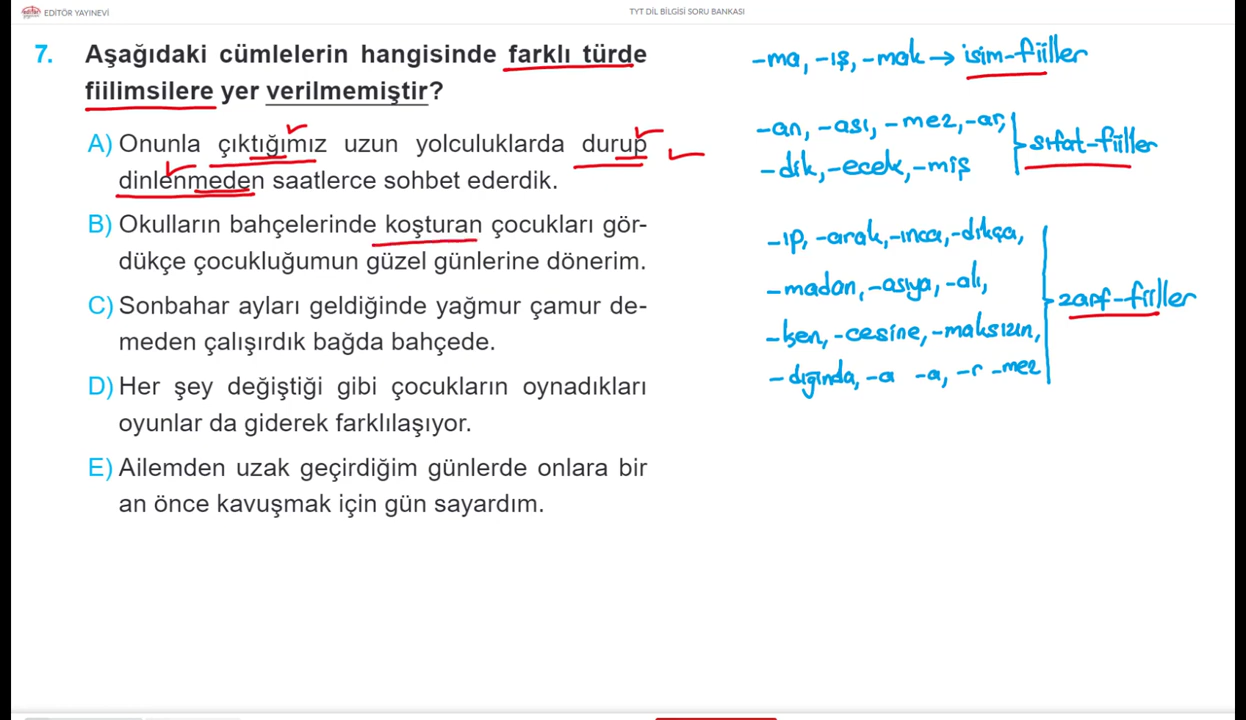 EDİTÖR YAYINEVİ
TYT DİL BİLGİSİ SORU BANKASI
7. Aşağıdaki cümlelerin hangisinde farklı türde
fiilimsilere yer verilmemiştir?
A) Onunla çıktığımız uzun yolculuklarda durup
dinlenmeden saatlerce sohbet ederdik.
B) Okulların bahçelerinde koşturan çocukları gör-
dükçe çocukluğumun güzel günlerine dönerim.
C) Sonbahar ayları geldiğinde yağmur çamur de-
meden çalışırdık bağda bahçede.
D) Her şey değiştiği gibi çocukların oynadıkları
oyunlar da giderek farklılaşıyor.
E) Ailemden uzak geçirdiğim günlerde onlara bir
an önce kavuşmak için gün sayardım.
-ma, -ış, -mak → isim-fiiller
-an, -ası, -mez, -ar,
-dık, -ecek, -miş
sıfat-fiiller
-ıp, -arak, -ınca, -dıkça,
-madan, -asıya, -alı,
-ken, -cesine, -maksızın,
-dığında, -a -a, -r -mez
zarf-fiiller